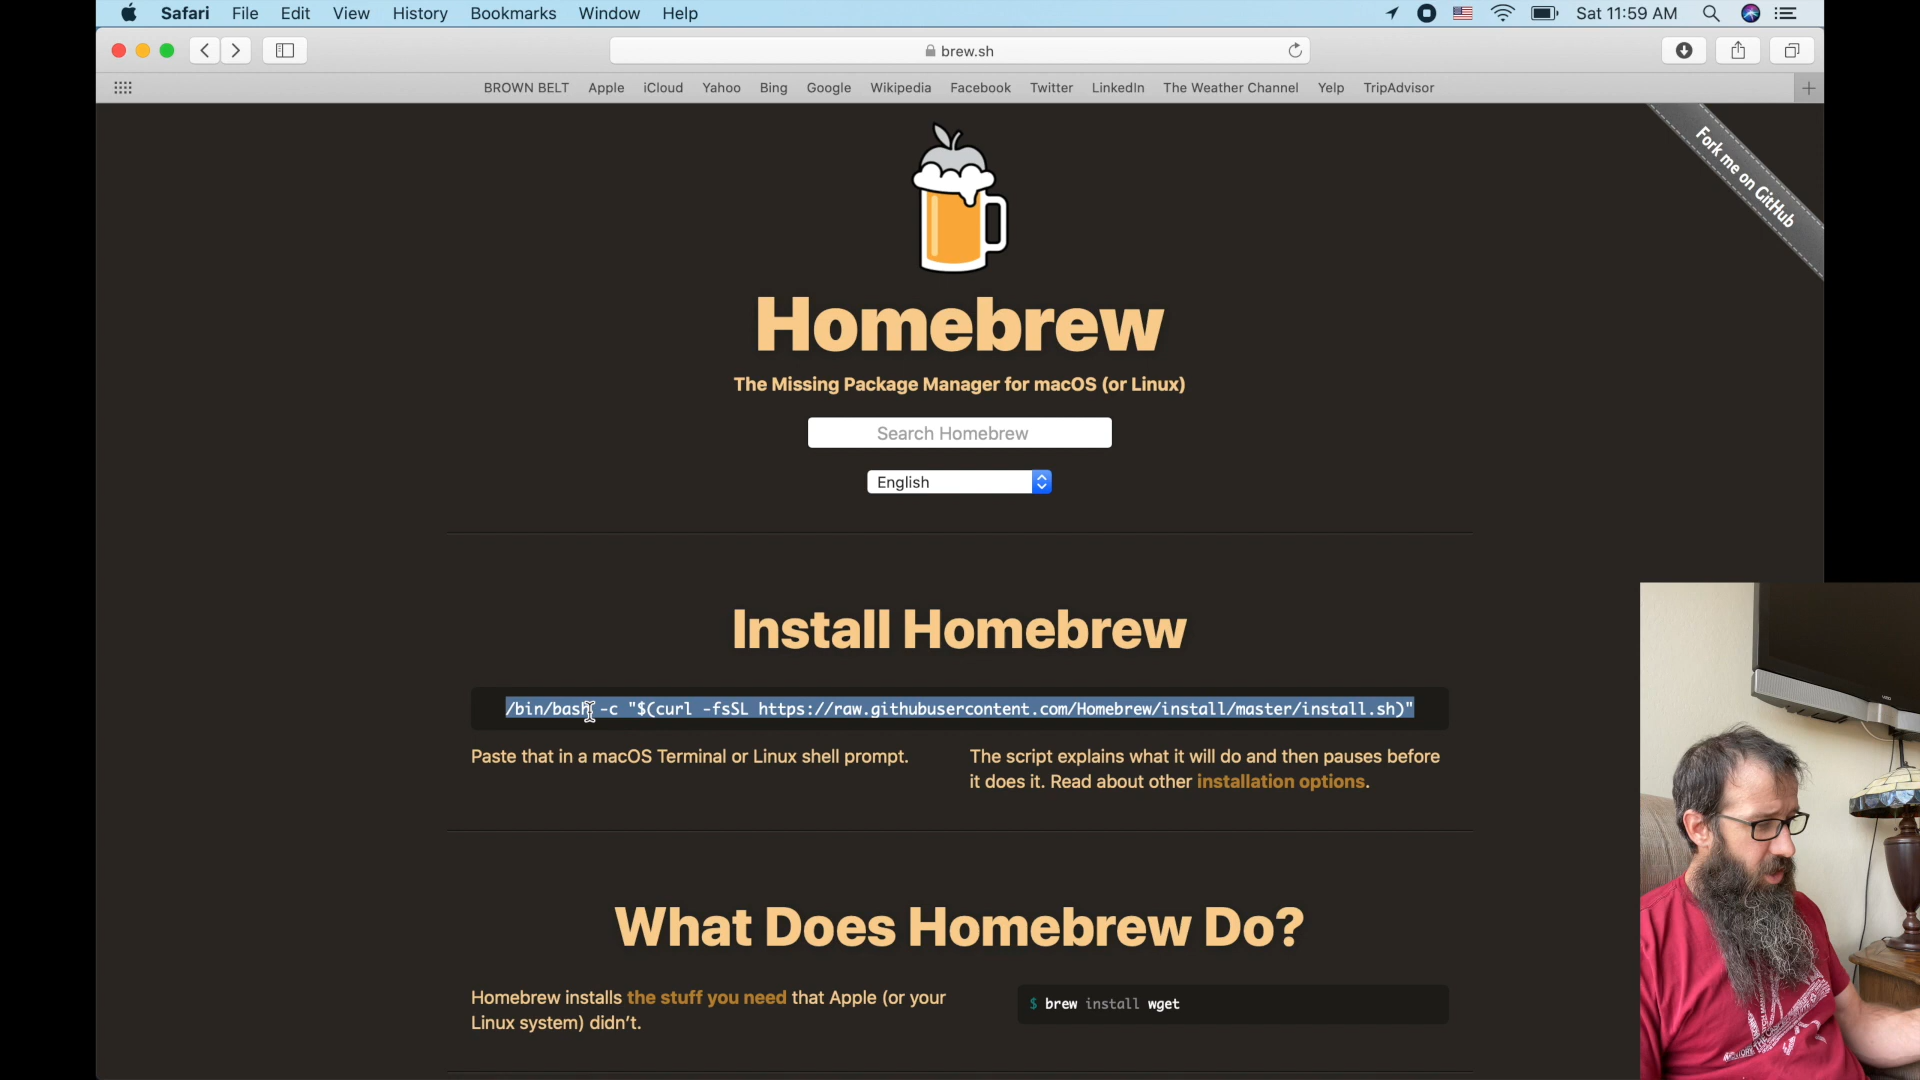 Safari File Edit View History Bookmarks Window Help Sat 11:59 AM
brew.sh
BROWN BELT Apple iCloud Yahoo Bing Google Wikipedia Facebook Twitter LinkedIn The Weather Channel Yelp TripAdvisor
Fork me on GitHub
Homebrew
The Missing Package Manager for macOS (or Linux)
Search Homebrew
English
Install Homebrew
/bin/bash -c "$(curl -fsSL https://raw.githubusercontent.com/Homebrew/install/master/install.sh)"
Paste that in a macOS Terminal or Linux shell prompt.
The script explains what it will do and then pauses before
it does it. Read about other installation options.
What Does Homebrew Do?
Homebrew installs the stuff you need that Apple (or your
Linux system) didn't.
$ brew install wget